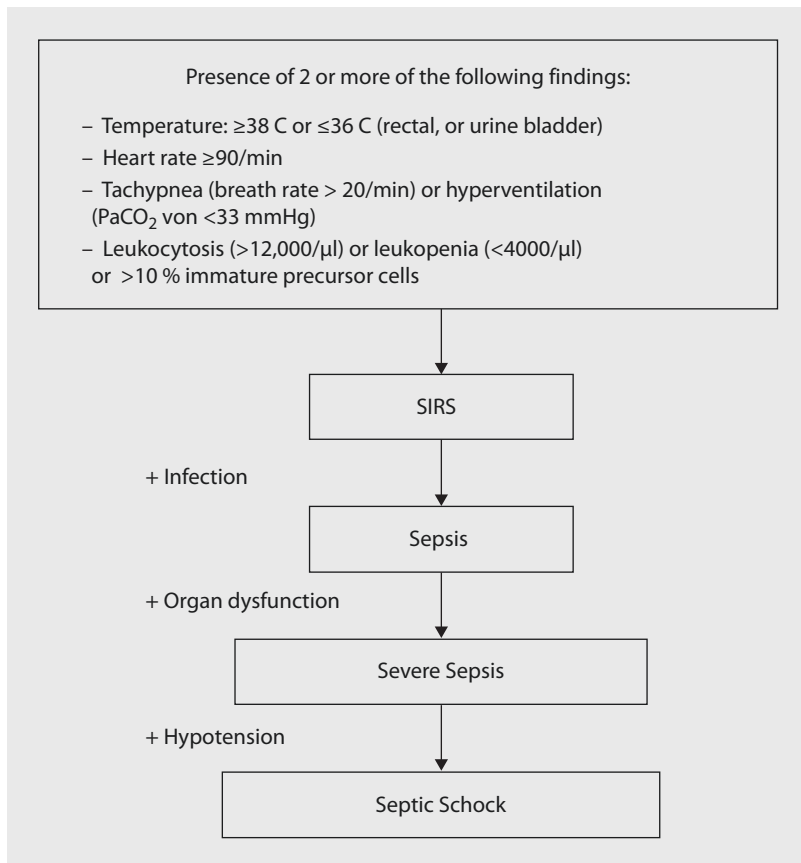 Presence of 2 or more of the following findings:
– Temperature: ≥38 C or ≤36 C (rectal, or urine bladder)
– Heart rate ≥90/min
– Tachypnea (breath rate > 20/min) or hyperventilation
(PaCO₂ von <33 mmHg)
– Leukocytosis (>12,000/µl) or leukopenia (<4000/µl)
or >10 % immature precursor cells
SIRS
+ Infection
Sepsis
+ Organ dysfunction
Severe Sepsis
+ Hypotension
Septic Schock